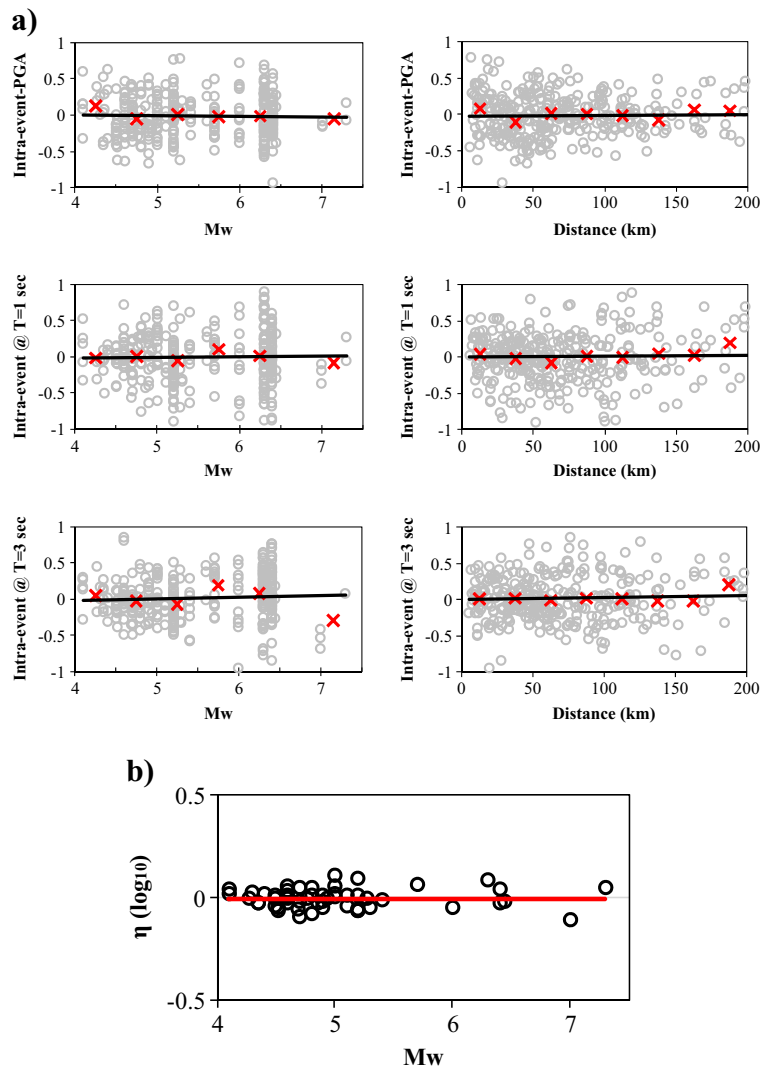 a)
Intra-event-PGA
1
0.5
0
-0.5
-1
4 5 6 7
Mw
Intra-event-PGA
1
0.5
0
-0.5
-1
0 50 100 150 200
Distance (km)
Intra-event @ T=1 sec
1
0.5
0
-0.5
-1
4 5 6 7
Mw
Intra-event @ T=1 sec
1
0.5
0
-0.5
-1
0 50 100 150 200
Distance (km)
Intra-event @ T=3 sec
1
0.5
0
-0.5
-1
4 5 6 7
Mw
Intra-event @ T=3 sec
1
0.5
0
-0.5
-1
0 50 100 150 200
Distance (km)
b)
η (log10)
0.5
0
-0.5
4 5 6 7
Mw